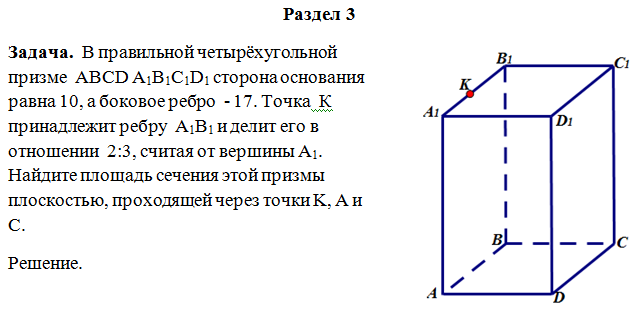 Раздел 3
Задача. В правильной четырёхугольной
призме ABCD A1B1C1D1 сторона основания
равна 10, а боковое ребро - 17. Точка К
принадлежит ребру A1B1 и делит его в
отношении 2:3, считая от вершины A1.
Найдите площадь сечения этой призмы
плоскостью, проходящей через точки K, A и
C.
Решение.
B1
C1
K
A1
D1
B
C
A
D